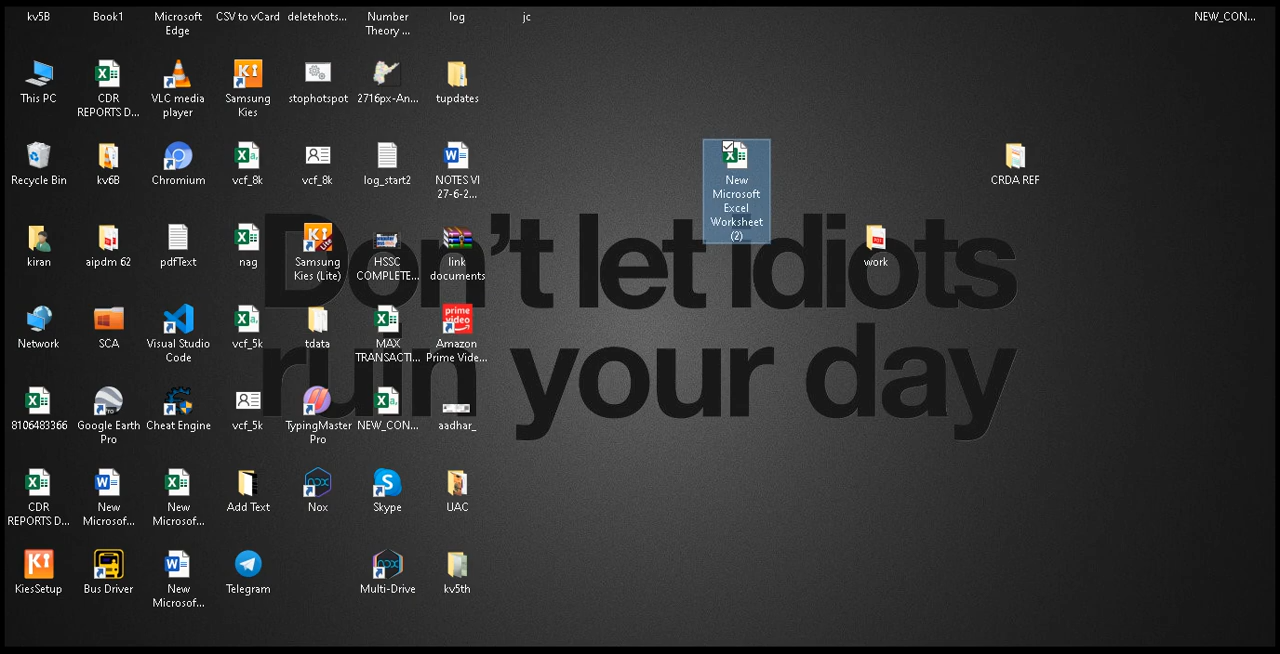 kv5B
Book1
Microsoft
Edge
CSV to vCard
deletehots...
Number
Theory ...
log
jc
NEW_CON...
This PC
CDR
REPORTS D...
VLC media
player
Samsung
Kies
stophotspot
2716px-An...
tupdates
Recycle Bin
kv6B
Chromium
vcf_8k
vcf_8k
log_start2
NOTES VI
27-6-2...
New
Microsoft
Excel
Worksheet
(2)
CRDA REF
kiran
aipdm 62
pdfText
nag
Samsung
Kies (Lite)
HSSC
COMPLETE...
link
documents
work
Don't let idiots
ruin your day
Network
SCA
Visual Studio
Code
vcf_5k
tdata
MAX
TRANSACTI...
prime
video
Amazon
Prime Vide...
8106483366
Google Earth
Pro
Cheat Engine
vcf_5k
TypingMaster
Pro
NEW_CON...
aadhar_
CDR
REPORTS D...
New
Microsof...
New
Microsof...
Add Text
Nox
Skype
UAC
KiesSetup
Bus Driver
New
Microsof...
Telegram
Multi-Drive
kv5th